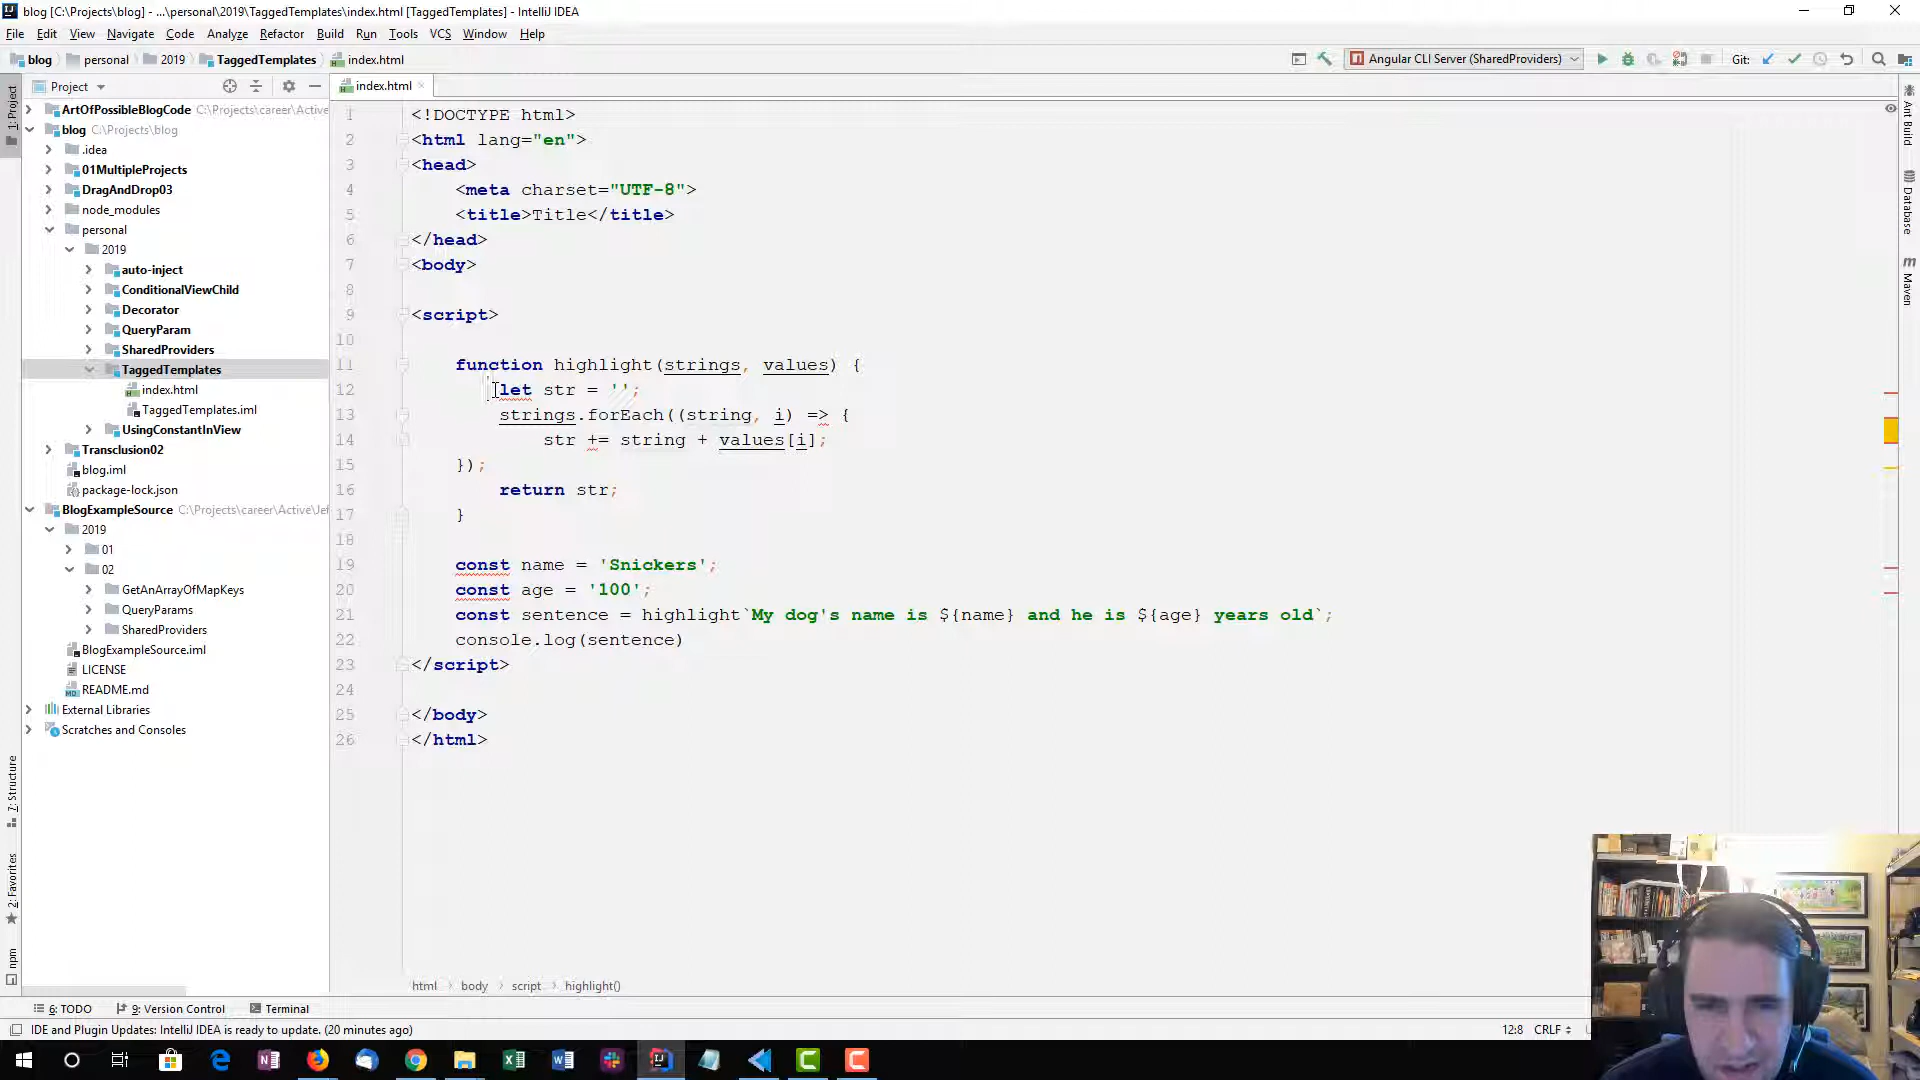 blog [C:\Projects\blog] - ...\personal\2019\TaggedTemplates\index.html [TaggedTemplates] - IntelliJ IDEA
File Edit View Navigate Code Analyze Refactor Build Run Tools VCS Window Help
blog personal 2019 TaggedTemplates index.html
Angular CLI Server (SharedProviders)
Git:
Project
index.html
1: Project
7: Structure
2: Favorites
npm
Ant Build
Database
m Maven
ArtOfPossibleBlogCode C:\Projects\career\Active
blog C:\Projects\blog
.idea
01MultipleProjects
DragAndDrop03
node_modules
personal
2019
auto-inject
ConditionalViewChild
Decorator
QueryParam
SharedProviders
TaggedTemplates
index.html
TaggedTemplates.iml
UsingConstantInView
Transclusion02
blog.iml
package-lock.json
BlogExampleSource C:\Projects\career\Active\Jef
2019
01
02
GetAnArrayOfMapKeys
QueryParams
SharedProviders
BlogExampleSource.iml
LICENSE
README.md
External Libraries
Scratches and Consoles
1 <!DOCTYPE html>
2 <html lang="en">
3 <head>
4 <meta charset="UTF-8">
5 <title>Title</title>
6 </head>
7 <body>
8
9 <script>
10
11 function highlight(strings, values) {
12 let str = '';
13 strings.forEach((string, i) => {
14 str += string + values[i];
15 });
16 return str;
17 }
18
19 const name = 'Snickers';
20 const age = '100';
21 const sentence = highlight`My dog's name is ${name} and he is ${age} years old`;
22 console.log(sentence)
23 </script>
24
25 </body>
26 </html>
html body script highlight()
6: TODO 9: Version Control Terminal
IDE and Plugin Updates: IntelliJ IDEA is ready to update. (20 minutes ago)
12:8 CRLF